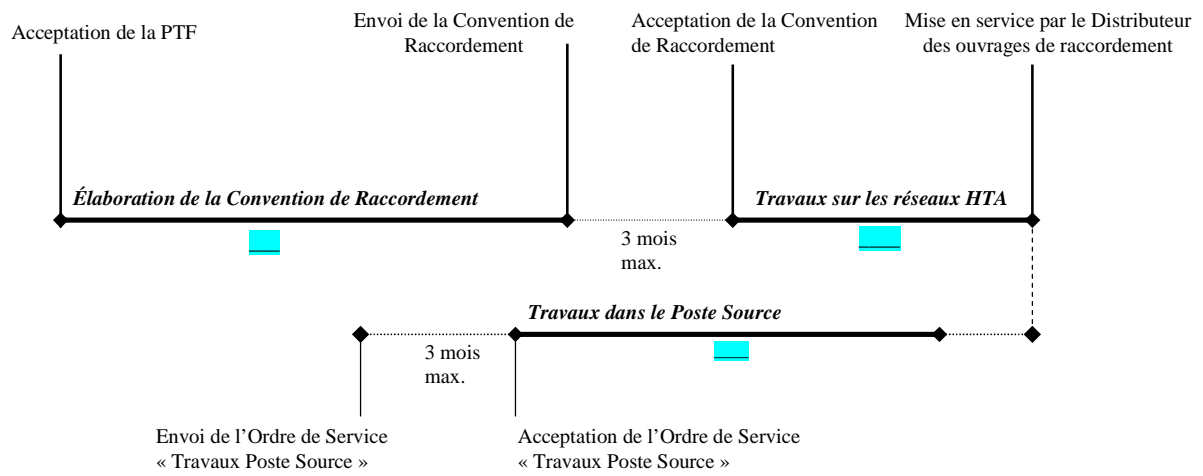 Acceptation de la PTF
Envoi de la Convention de
Raccordement
Acceptation de la Convention
de Raccordement
Mise en service par le Distributeur
des ouvrages de raccordement
Élaboration de la Convention de Raccordement
Travaux sur les réseaux HTA
3 mois
max.
Travaux dans le Poste Source
3 mois
max.
Envoi de l’Ordre de Service
« Travaux Poste Source »
Acceptation de l’Ordre de Service
« Travaux Poste Source »